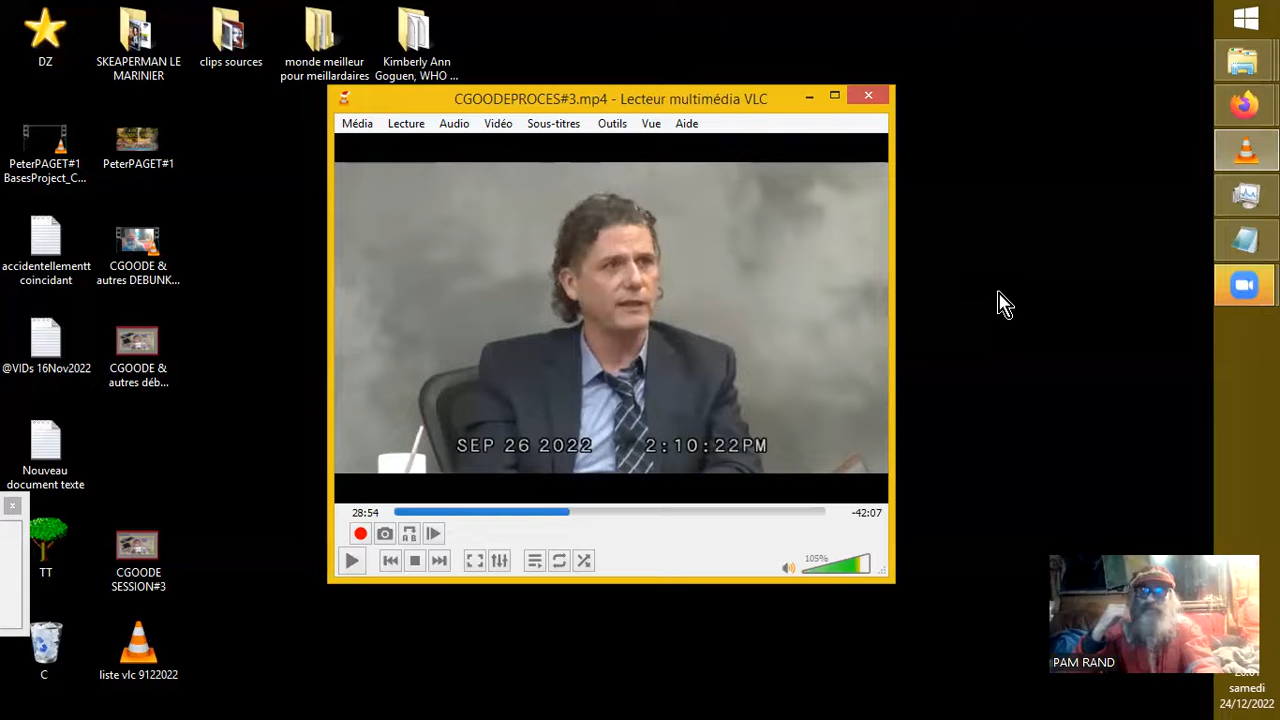 DZ
SKEAPERMAN LE
MARINIER
clips sources
monde meilleur
pour meillardaires
Kimberly Ann
Goguen, WHO ...
CGOODEPROCES#3.mp4 - Lecteur multimédia VLC
Média Lecture Audio Vidéo Sous-titres Outils Vue Aide
PeterPAGET#1
BasesProject_C...
PeterPAGET#1
accidentellementt
coincidant
CGOODE &
autres DEBUNK...
@VIDs 16Nov2022
CGOODE &
autres déb...
SEP 26 2022 2:10:22PM
Nouveau
document texte
28:54 -42:07
A B
105%
x
TT
CGOODE
SESSION#3
C
liste vlc 9122022
PAM RAND
samedi
24/12/2022